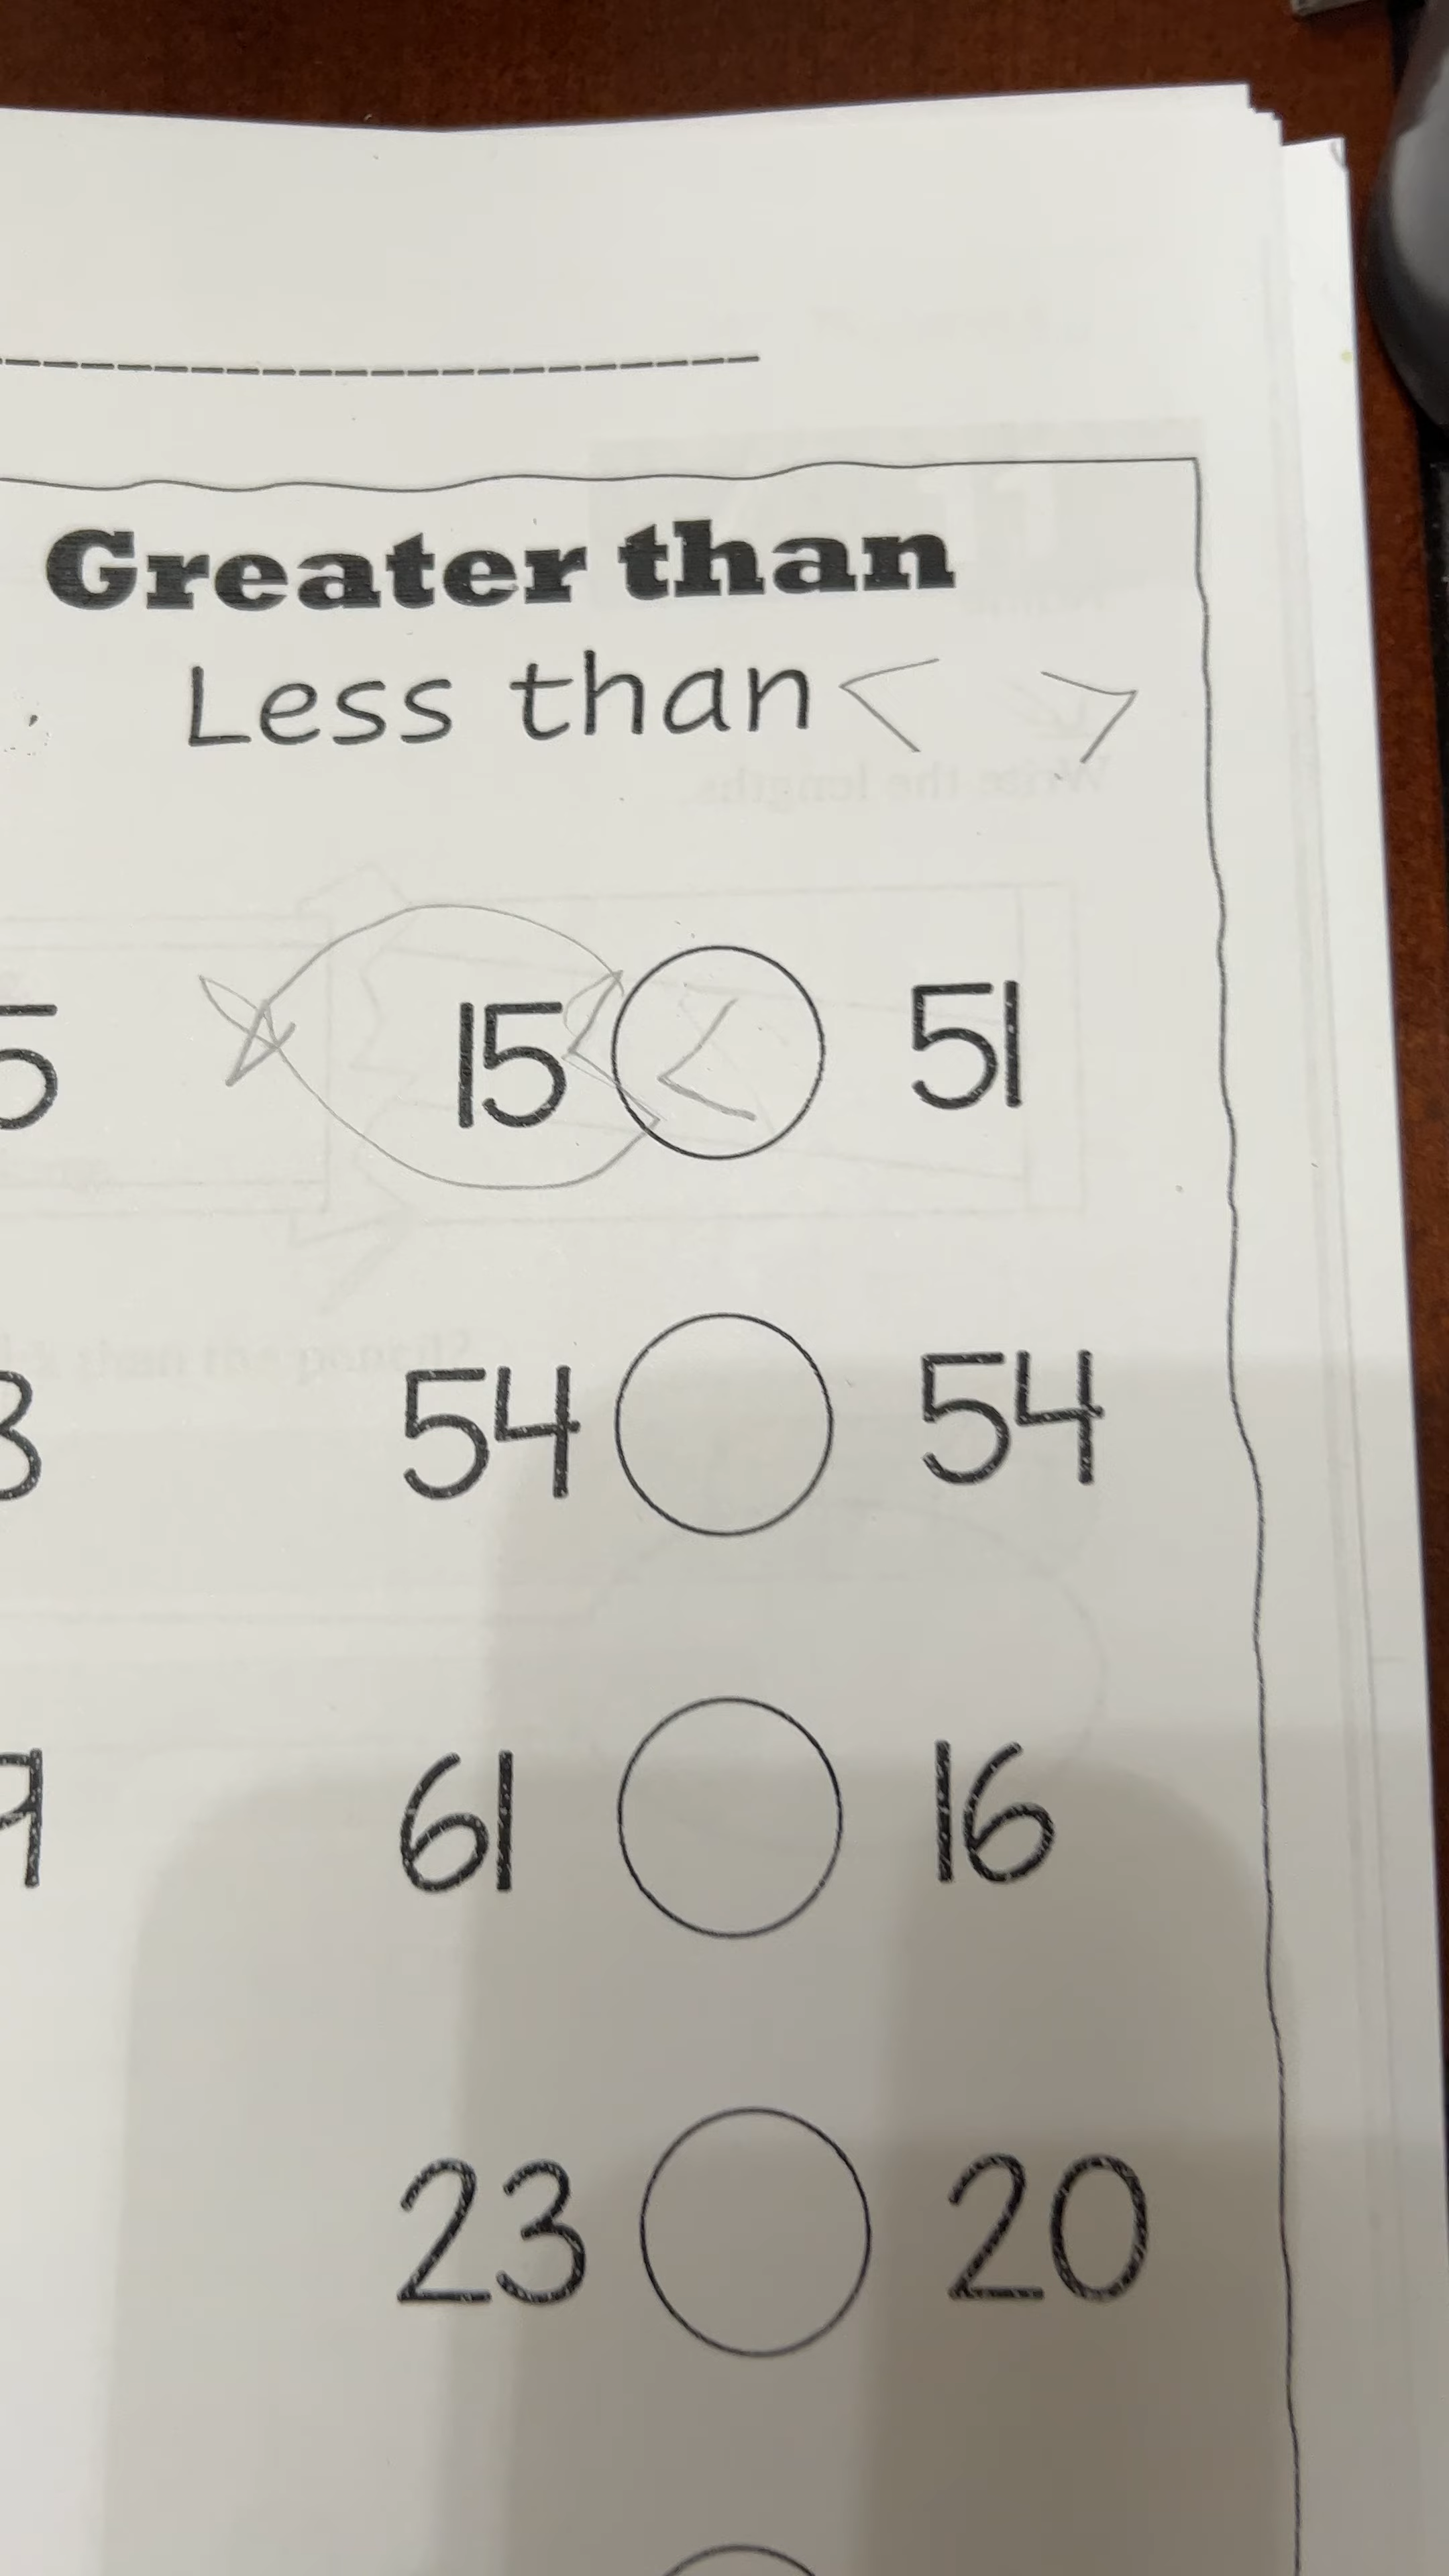 Greater than
Less than < >
5 15 < 51
3 54 54
9 61 16
23 20